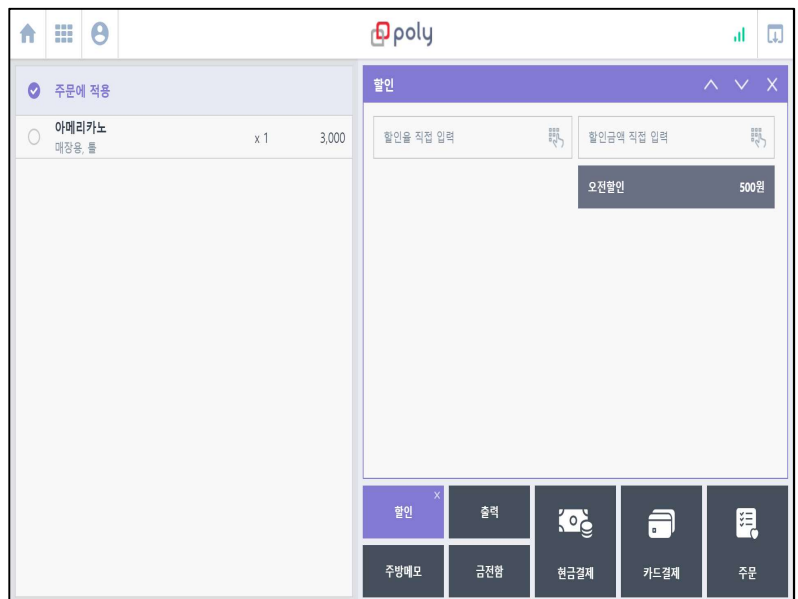 poly
주문에 적용
아메리카노
매장용, 톨
x 1
3,000
할인
X
할인율 직접 입력
할인금액 직접 입력
오전할인
500원
할인
X
출력
주방메모
금전함
현금결제
카드결제
주문